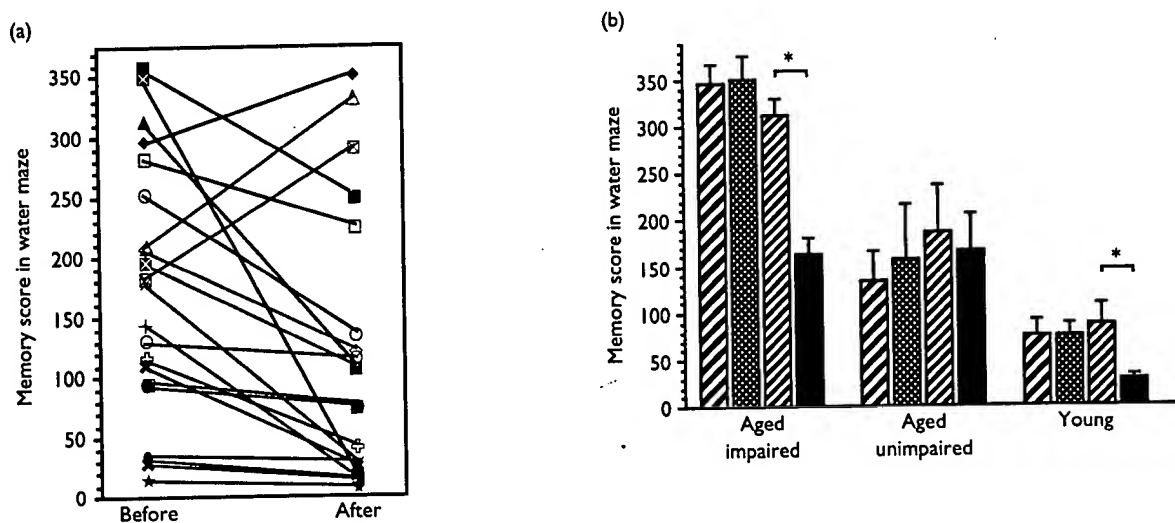 (a)
Memory score in water maze
350
300
250
200
150
100
50
0
Before After
(b)
Memory score in water maze
350
300
250
200
150
100
50
0
*
*
Aged impaired
Aged unimpaired
Young